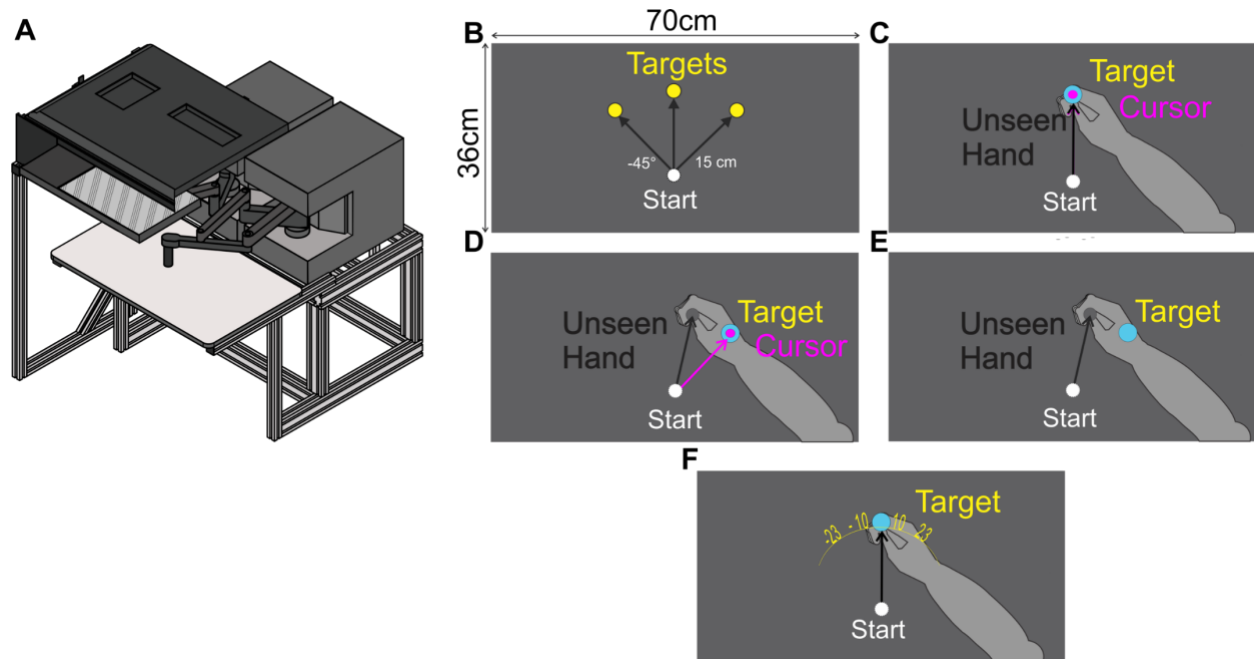 A
B
70cm
36cm
Targets
-45°
15 cm
Start
C
Target
Cursor
Unseen
Hand
Start
D
Target
Cursor
Unseen
Hand
Start
E
Target
Unseen
Hand
Start
F
Target
-23 -10 10 23
Start